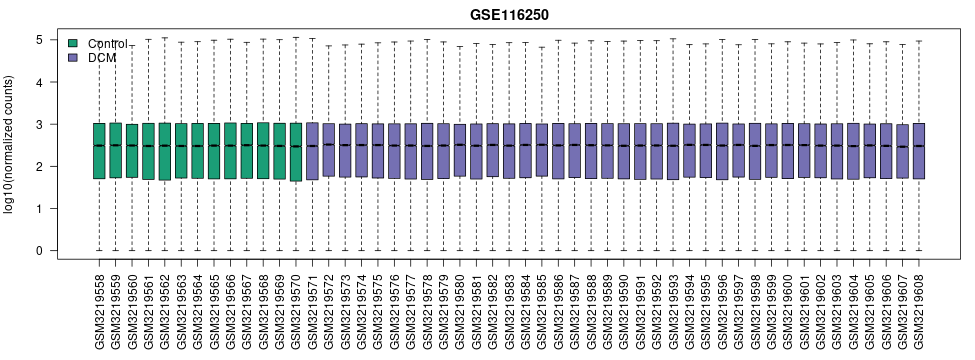 GSE116250
log10(normalized counts)
5
4
3
2
1
0
Control
DCM
GSM3219558
GSM3219559
GSM3219560
GSM3219561
GSM3219562
GSM3219563
GSM3219564
GSM3219565
GSM3219566
GSM3219567
GSM3219568
GSM3219569
GSM3219570
GSM3219571
GSM3219572
GSM3219573
GSM3219574
GSM3219575
GSM3219576
GSM3219577
GSM3219578
GSM3219579
GSM3219580
GSM3219581
GSM3219582
GSM3219583
GSM3219584
GSM3219585
GSM3219586
GSM3219587
GSM3219588
GSM3219589
GSM3219590
GSM3219591
GSM3219592
GSM3219593
GSM3219594
GSM3219595
GSM3219596
GSM3219597
GSM3219598
GSM3219599
GSM3219600
GSM3219601
GSM3219602
GSM3219603
GSM3219604
GSM3219605
GSM3219606
GSM3219607
GSM3219608